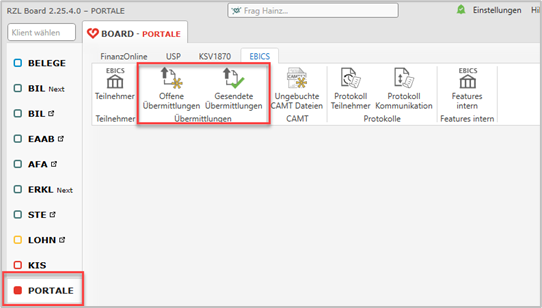 RZL Board 2.25.4.0 – PORTALE
Frag Hainz...
Einstellungen
Hil
Klient wählen
BOARD - PORTALE
FinanzOnline USP KSV1870 EBICS
BELEGE
BIL Next
BIL
EAAB
AFA
ERKL Next
STE
LOHN
KIS
PORTALE
EBICS
Teilnehmer
Teilnehmer
Offene
Übermittlungen
Gesendete
Übermittlungen
Übermittlungen
CAMT
Ungebuchte
CAMT Dateien
CAMT
Protokoll
Teilnehmer
Protokoll
Kommunikation
Protokolle
EBICS
Features
intern
Features intern